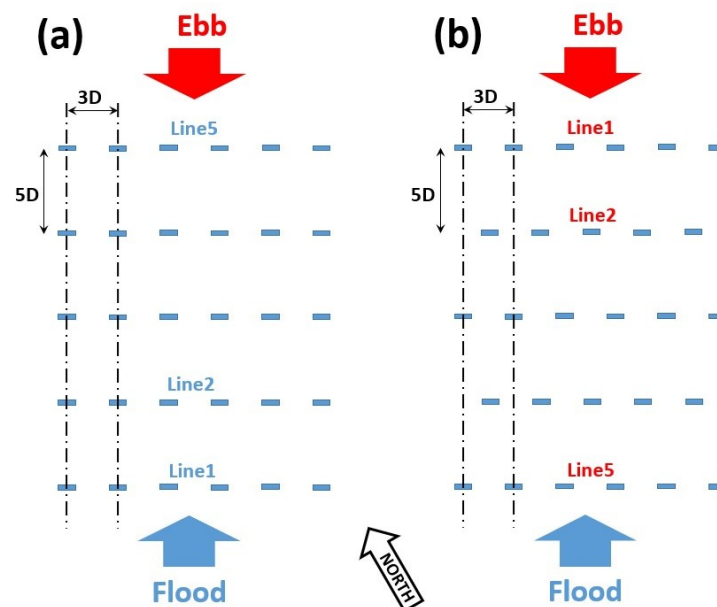 (a)
Ebb
3D
Line5
5D
Line2
Line1
Flood
(b)
Ebb
3D
Line1
5D
Line2
Line5
Flood
NORTH